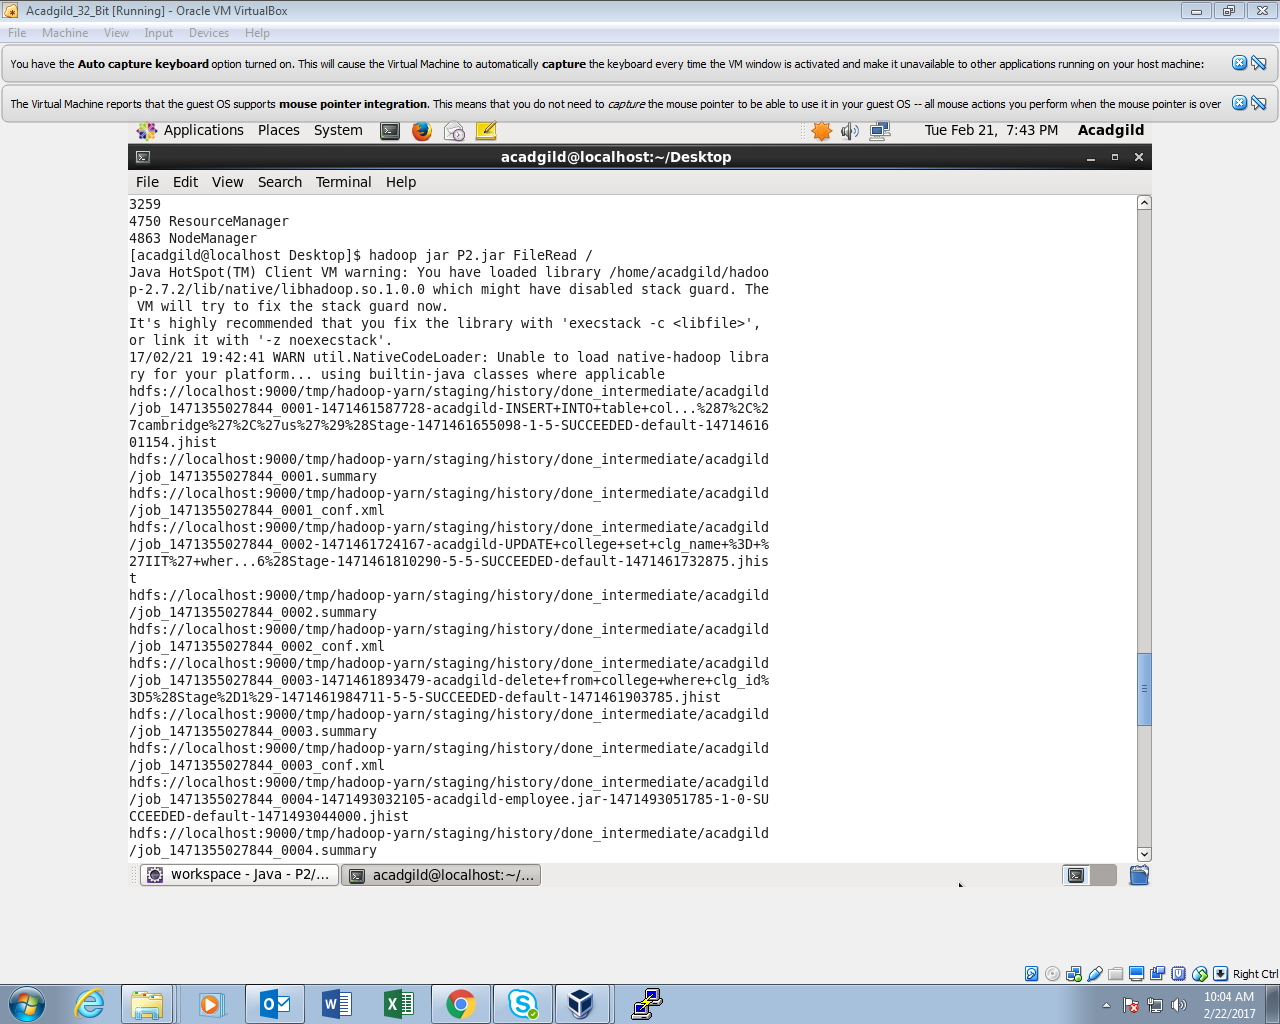 Acadgild_32_Bit [Running] - Oracle VM VirtualBox
File Machine View Input Devices Help
You have the Auto capture keyboard option turned on. This will cause the Virtual Machine to automatically capture the keyboard every time the VM window is activated and make it unavailable to other applications running on your host machine:
The Virtual Machine reports that the guest OS supports mouse pointer integration. This means that you do not need to capture the mouse pointer to be able to use it in your guest OS -- all mouse actions you perform when the mouse pointer is over
Applications Places System Tue Feb 21, 7:43 PM Acadgild
acadgild@localhost:~/Desktop
File Edit View Search Terminal Help
3259
4750 ResourceManager
4863 NodeManager
[acadgild@localhost Desktop]$ hadoop jar P2.jar FileRead /
Java HotSpot(TM) Client VM warning: You have loaded library /home/acadgild/hadoo
p-2.7.2/lib/native/libhadoop.so.1.0.0 which might have disabled stack guard. The
 VM will try to fix the stack guard now.
It's highly recommended that you fix the library with 'execstack -c <libfile>',
or link it with '-z noexecstack'.
17/02/21 19:42:41 WARN util.NativeCodeLoader: Unable to load native-hadoop libra
ry for your platform... using builtin-java classes where applicable
hdfs://localhost:9000/tmp/hadoop-yarn/staging/history/done_intermediate/acadgild
/job_1471355027844_0001-1471461587728-acadgild-INSERT+INTO+table+col...%287%2C%2
7cambridge%27%2C%27us%27%29%28Stage-1471461655098-1-5-SUCCEEDED-default-14714616
01154.jhist
hdfs://localhost:9000/tmp/hadoop-yarn/staging/history/done_intermediate/acadgild
/job_1471355027844_0001.summary
hdfs://localhost:9000/tmp/hadoop-yarn/staging/history/done_intermediate/acadgild
/job_1471355027844_0001_conf.xml
hdfs://localhost:9000/tmp/hadoop-yarn/staging/history/done_intermediate/acadgild
/job_1471355027844_0002-1471461724167-acadgild-UPDATE+college+set+clg_name+%3D+%
27IIT%27+wher...6%28Stage-1471461810290-5-5-SUCCEEDED-default-1471461732875.jhis
t
hdfs://localhost:9000/tmp/hadoop-yarn/staging/history/done_intermediate/acadgild
/job_1471355027844_0002.summary
hdfs://localhost:9000/tmp/hadoop-yarn/staging/history/done_intermediate/acadgild
/job_1471355027844_0002_conf.xml
hdfs://localhost:9000/tmp/hadoop-yarn/staging/history/done_intermediate/acadgild
/job_1471355027844_0003-1471461893479-acadgild-delete+from+college+where+clg_id%
3D5%28Stage%2D1%29-1471461984711-5-5-SUCCEEDED-default-1471461903785.jhist
hdfs://localhost:9000/tmp/hadoop-yarn/staging/history/done_intermediate/acadgild
/job_1471355027844_0003.summary
hdfs://localhost:9000/tmp/hadoop-yarn/staging/history/done_intermediate/acadgild
/job_1471355027844_0003_conf.xml
hdfs://localhost:9000/tmp/hadoop-yarn/staging/history/done_intermediate/acadgild
/job_1471355027844_0004-1471493032105-acadgild-employee.jar-1471493051785-1-0-SU
CCEEDED-default-1471493044000.jhist
hdfs://localhost:9000/tmp/hadoop-yarn/staging/history/done_intermediate/acadgild
/job_1471355027844_0004.summary
workspace - Java - P2/... acadgild@localhost:~/...
Right Ctrl
10:04 AM
2/22/2017